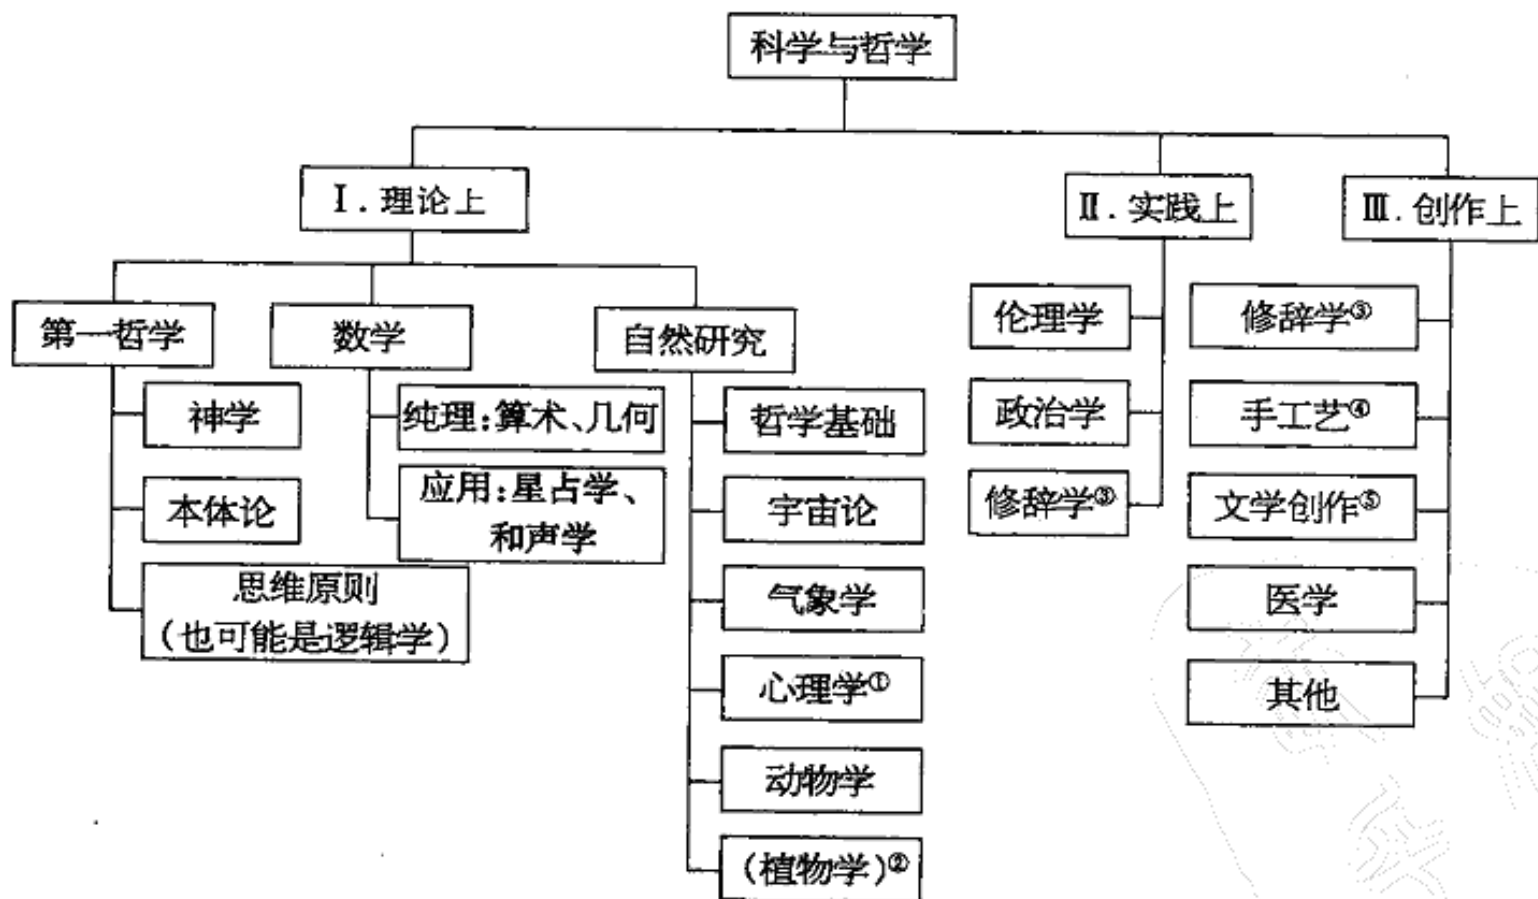 科学与哲学
Ⅰ.理论上
Ⅱ.实践上
Ⅲ.创作上
第一哲学
数学
自然研究
伦理学
修辞学③
神学
纯理:算术、几何
哲学基础
政治学
手工艺④
本体论
应用:星占学、
和声学
宇宙论
修辞学③
文学创作⑤
思维原则
(也可能是逻辑学)
气象学
医学
心理学①
其他
动物学
(植物学)②